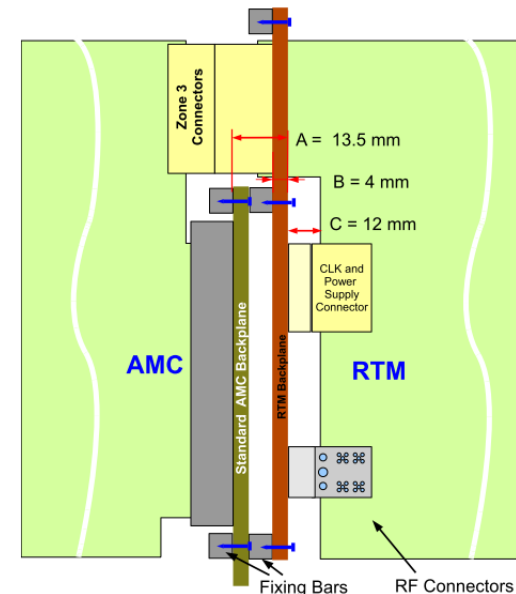 Zone 3
Connectors
A = 13.5 mm
B = 4 mm
C = 12 mm
CLK and
Power
Supply
Connector
AMC
Standard AMC Backplane
RTM Backplane
RTM
Fixing Bars
RF Connectors